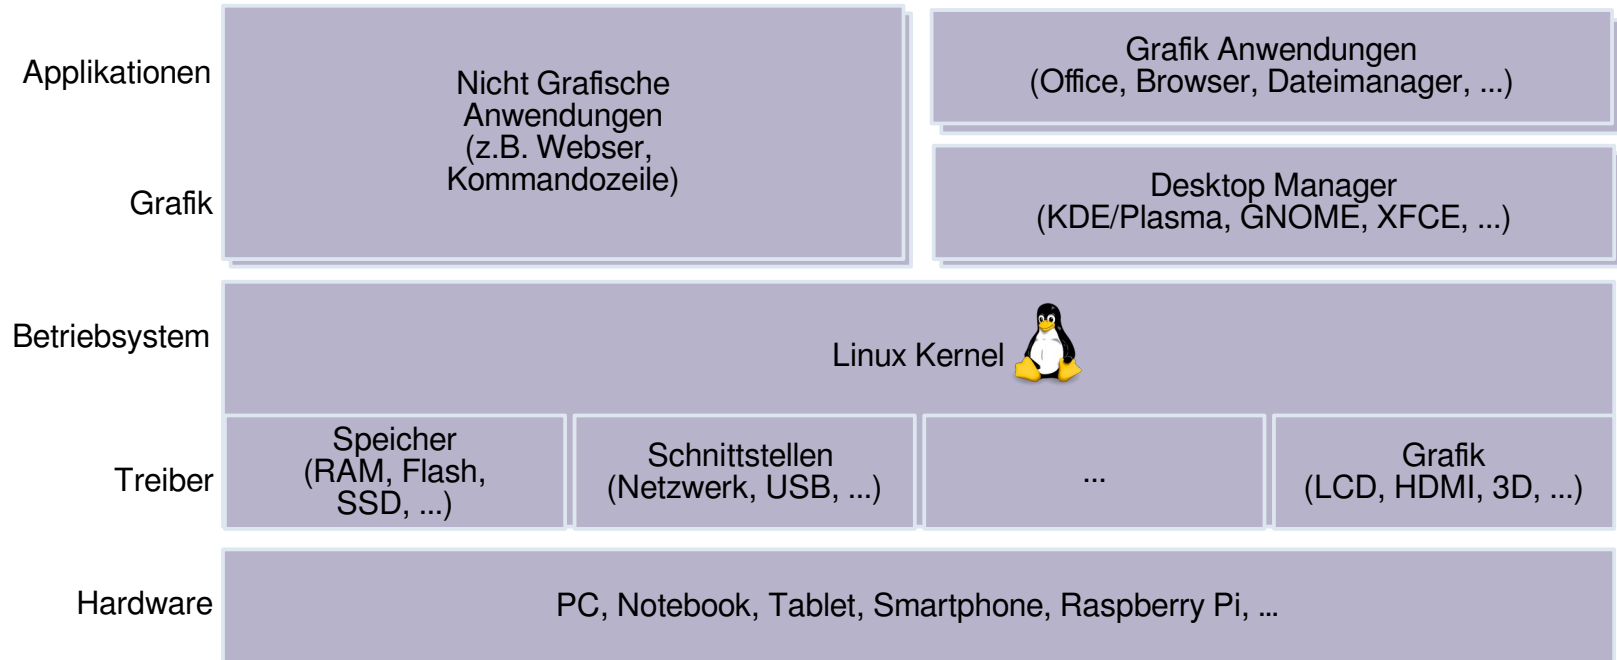 Applikationen
Nicht Grafische
Anwendungen
(z.B. Webser,
Kommandozeile)
Grafik Anwendungen
(Office, Browser, Dateimanager, ...)
Grafik
Desktop Manager
(KDE/Plasma, GNOME, XFCE, ...)
Betriebsystem
Linux Kernel
Treiber
Speicher
(RAM, Flash,
SSD, ...)
Schnittstellen
(Netzwerk, USB, ...)
...
Grafik
(LCD, HDMI, 3D, ...)
Hardware
PC, Notebook, Tablet, Smartphone, Raspberry Pi, ...